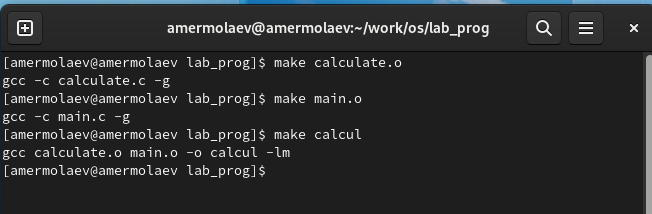 amermolaev@amermolaev:~/work/os/lab_prog
[amermolaev@amermolaev lab_prog]$ make calculate.o
gcc -c calculate.c -g
[amermolaev@amermolaev lab_prog]$ make main.o
gcc -c main.c -g
[amermolaev@amermolaev lab_prog]$ make calcul
gcc calculate.o main.o -o calcul -lm
[amermolaev@amermolaev lab_prog]$